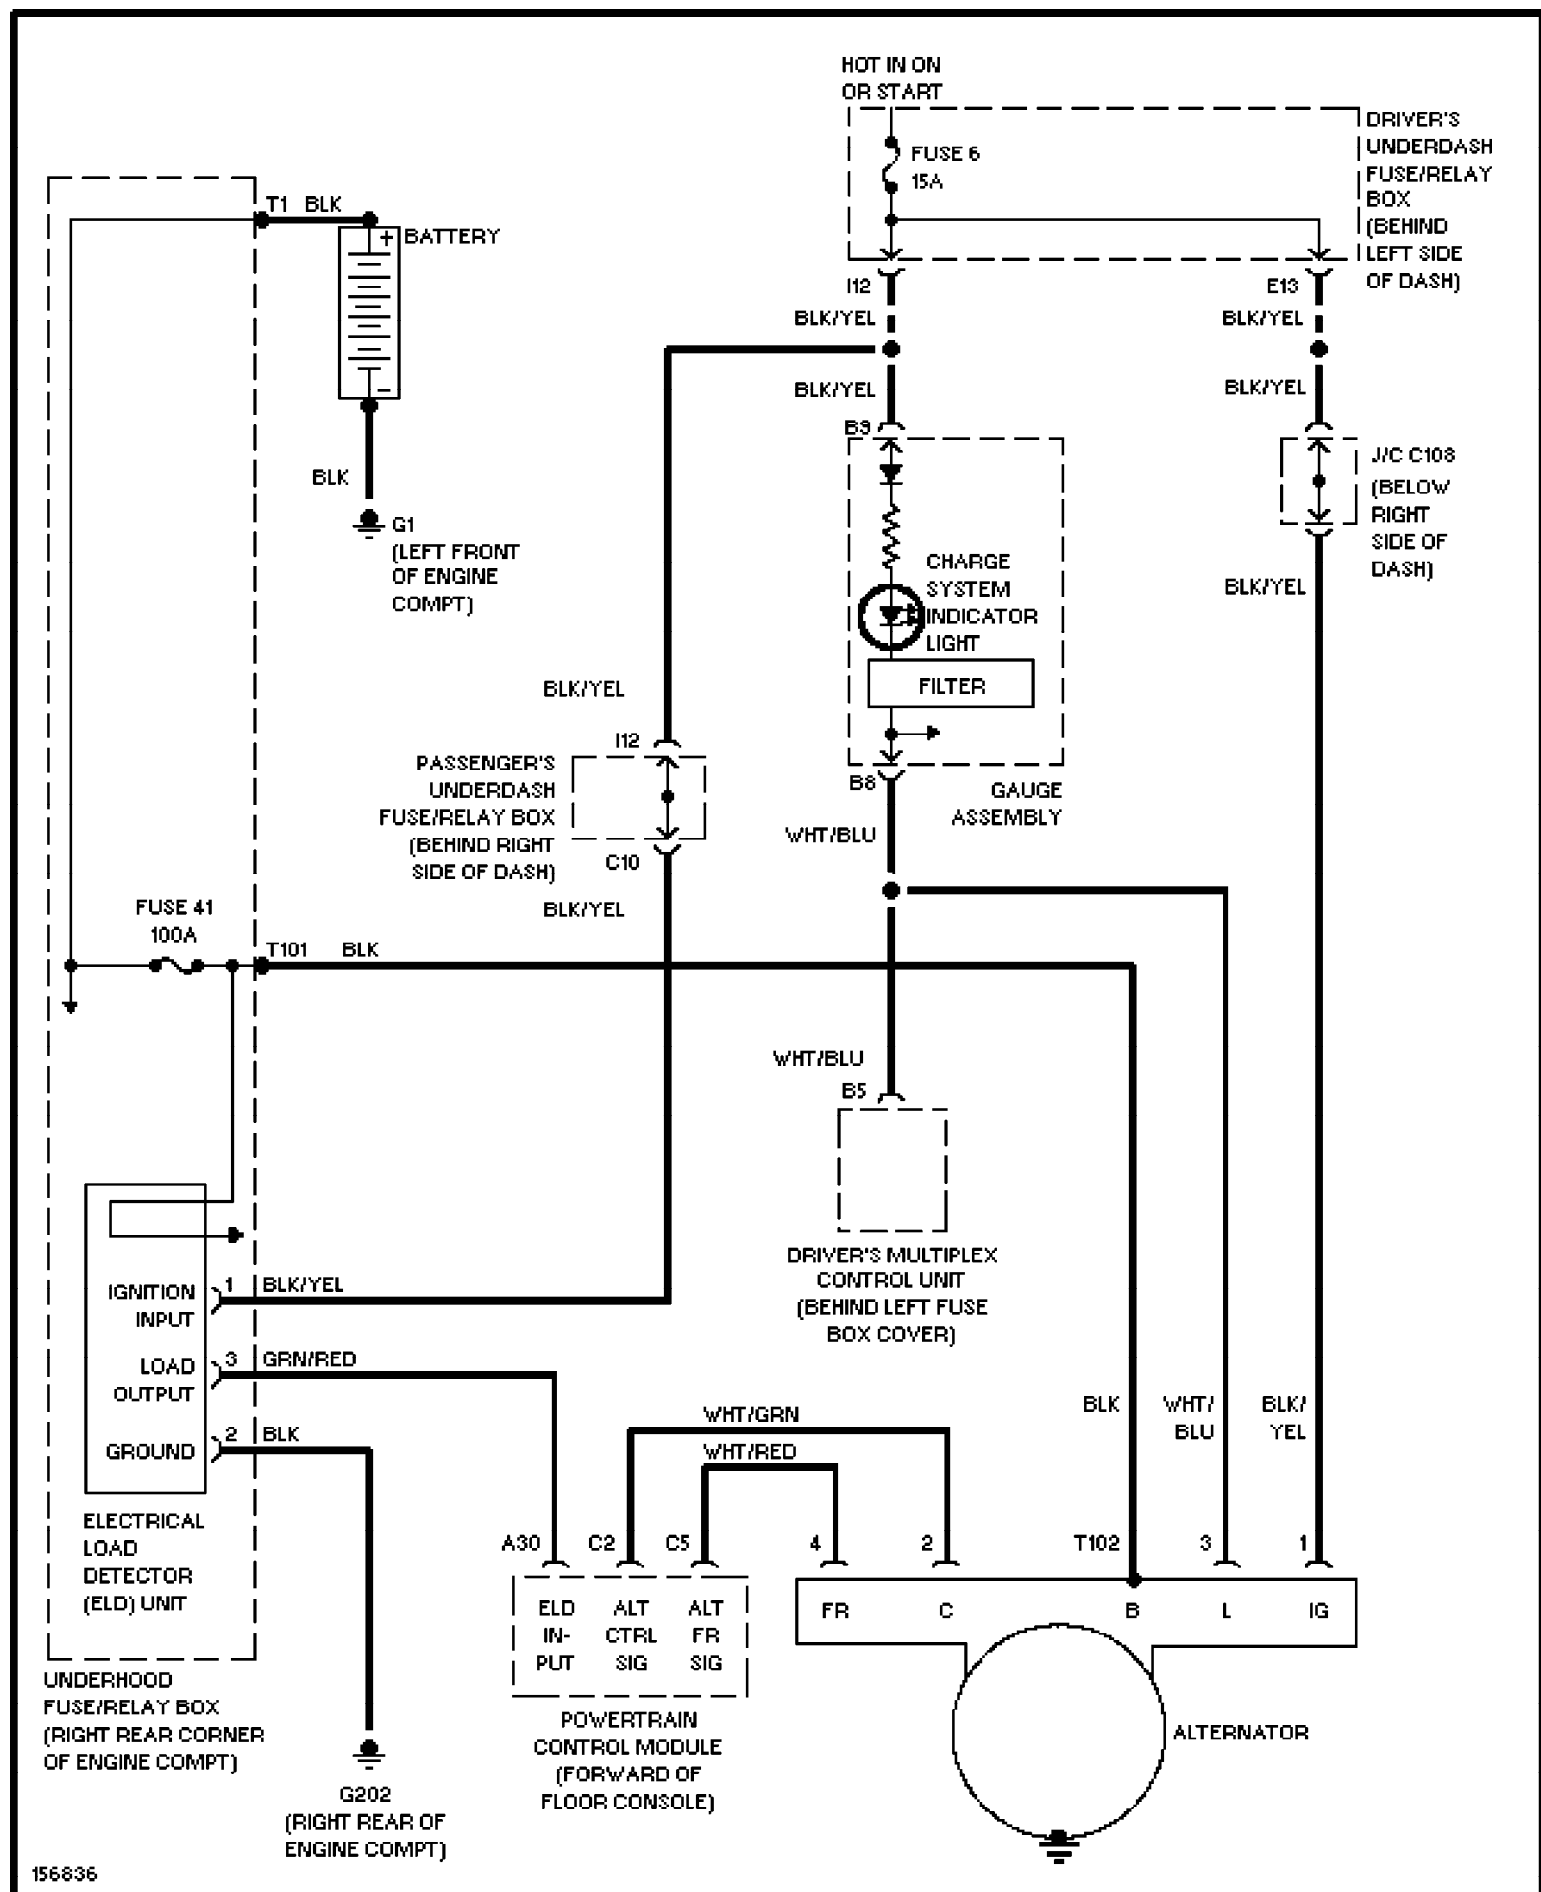 HOT IN ON
OR START
DRIVER'S
UNDERDASH
FUSE/RELAY
BOX
(BEHIND
LEFT SIDE
OF DASH)
FUSE 6
15A
T1 BLK
+
BATTERY
−
I12
E13
BLK/YEL
BLK/YEL
BLK/YEL
BLK/YEL
B9
J/C C108
(BELOW
RIGHT
SIDE OF
DASH)
BLK
G1
(LEFT FRONT
OF ENGINE
COMPT)
CHARGE
SYSTEM
INDICATOR
LIGHT
BLK/YEL
FILTER
BLK/YEL
I12
PASSENGER'S
UNDERDASH
FUSE/RELAY BOX
(BEHIND RIGHT
SIDE OF DASH)
C10
BLK/YEL
B8
GAUGE
ASSEMBLY
WHT/BLU
FUSE 41
100A
T101 BLK
WHT/BLU
B5
DRIVER'S MULTIPLEX
CONTROL UNIT
(BEHIND LEFT FUSE
BOX COVER)
IGNITION
INPUT
1 BLK/YEL
LOAD
OUTPUT
3 GRN/RED
GROUND
2 BLK
ELECTRICAL
LOAD
DETECTOR
(ELD) UNIT
UNDERHOOD
FUSE/RELAY BOX
(RIGHT REAR CORNER
OF ENGINE COMPT)
G202
(RIGHT REAR OF
ENGINE COMPT)
WHT/GRN
WHT/RED
BLK
WHT/
BLU
BLK/
YEL
A30 C2 C5 4 2 T102 3 1
ELD
IN-
PUT
ALT
CTRL
SIG
ALT
FR
SIG
POWERTRAIN
CONTROL MODULE
(FORWARD OF
FLOOR CONSOLE)
FR C B L IG
ALTERNATOR
156836